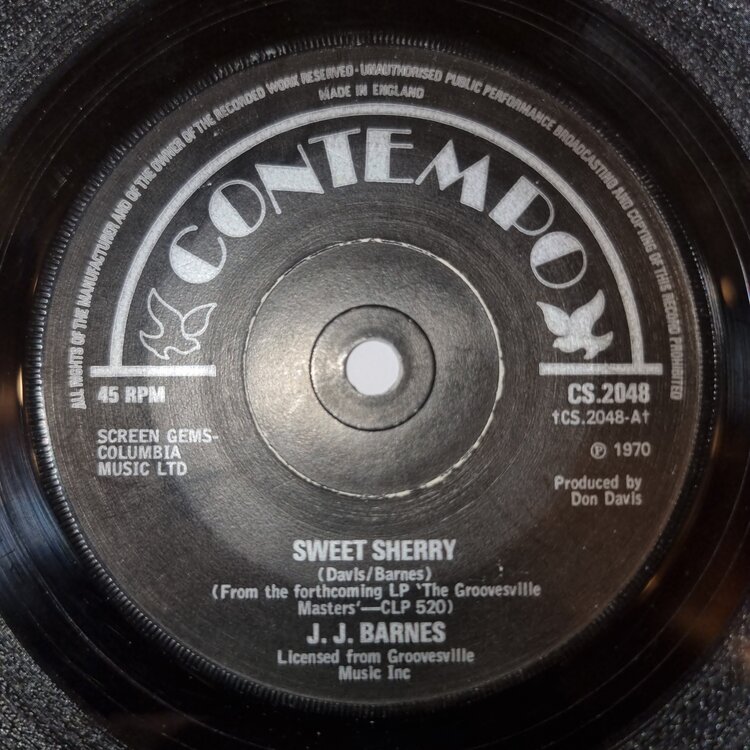 ALL RIGHTS OF THE MANUFACTURER AND OF THE OWNER OF THE RECORDED WORK RESERVED · UNAUTHORISED PUBLIC PERFORMANCE BROADCASTING AND COPYING OF THIS RECORD PROHIBITED
MADE IN ENGLAND
CONTEMPO
45 RPM
CS.2048
†CS.2048-A†
SCREEN GEMS-
COLUMBIA
MUSIC LTD
℗ 1970
Produced by
Don Davis
SWEET SHERRY
(Davis/Barnes)
(From the forthcoming LP 'The Groovesville
Masters'—CLP 520)
J. J. BARNES
Licensed from Groovesville
Music Inc